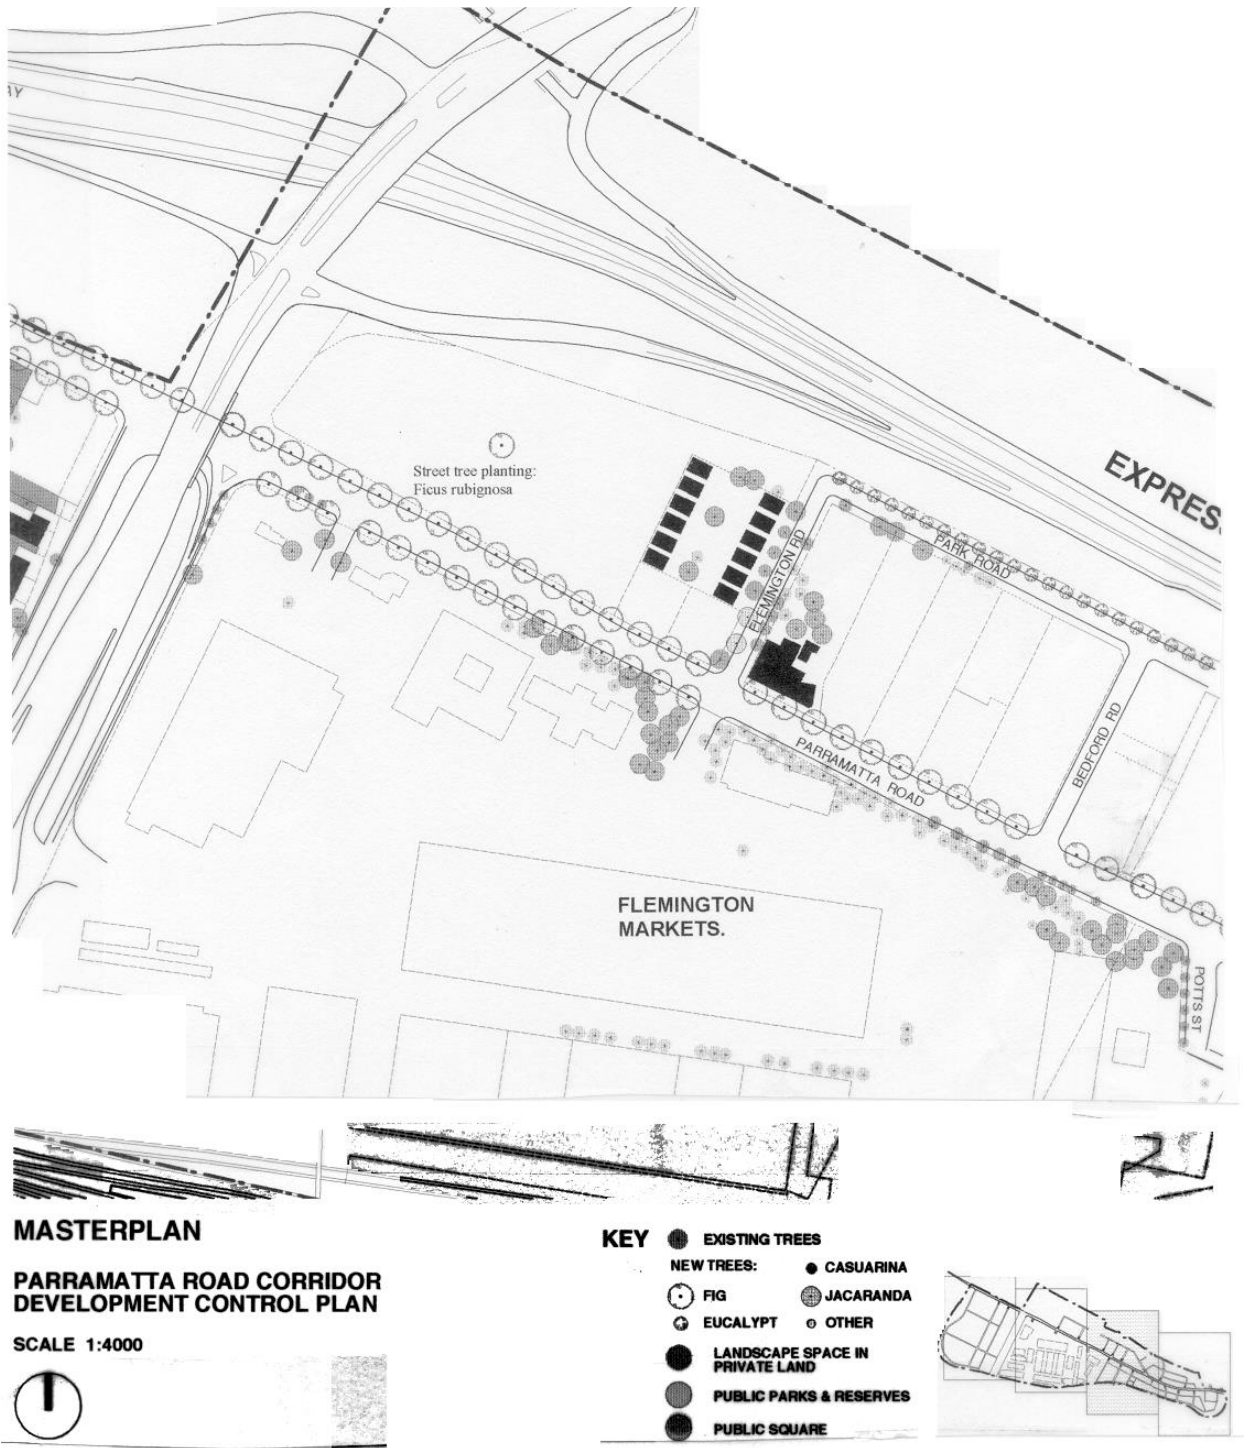 AY
EXPRES
Street tree planting:
Ficus rubignosa
FLEMINGTON RD
PARK ROAD
BEDFORD RD
PARRAMATTA ROAD
FLEMINGTON
MARKETS.
POTTS ST
MASTERPLAN
PARRAMATTA ROAD CORRIDOR
DEVELOPMENT CONTROL PLAN
SCALE 1:4000
KEY
EXISTING TREES
NEW TREES:
CASUARINA
FIG
JACARANDA
EUCALYPT
OTHER
LANDSCAPE SPACE IN
PRIVATE LAND
PUBLIC PARKS & RESERVES
PUBLIC SQUARE